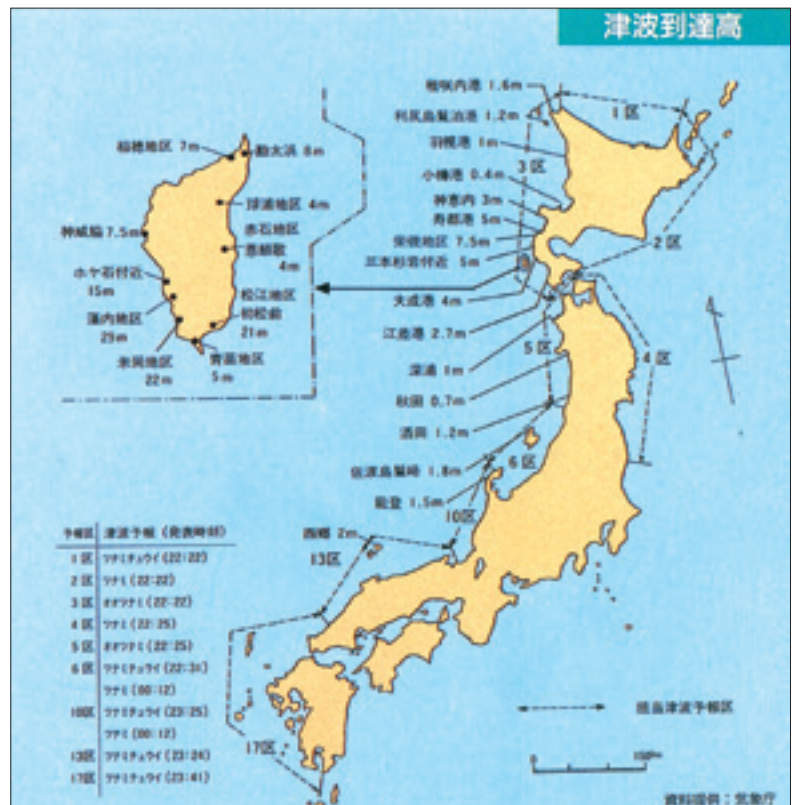 津波到達高
稚咲内港 1.6m
利尻島鴛泊港 1.2m
羽幌港 1m
小樽港 0.4m
神恵内 3m
寿都港 5m
栄磯地区 7.5m
三本杉岩付近 5m
大成港 4m
江差港 2.7m
深浦 1m
秋田 0.7m
酒田 1.2m
佐渡島鷲崎 1.8m
能登 1.5m
西郷 2m
1区
2区
3区
4区
5区
6区
10区
13区
17区
稲穂地区 7m
勘太浜 8m
球浦地区 4m
赤石地区
恩顧歌
4m
神威脇 7.5m
ホヤ石付近
15m
藻内地区
23m
米岡地区
22m
松江地区
初松前
21m
青苗地区
5m
予報区 津波予報(発表時刻)
1区 ツナミチュウイ(22:22)
2区 ツナミ(22:22)
3区 オオツナミ(22:22)
4区 ツナミ(22:25)
5区 オオツナミ(22:25)
6区 ツナミチュウイ(22:31)
ツナミ(00:12)
10区 ツナミチュウイ(23:25)
ツナミ(00:12)
13区 ツナミチュウイ(23:24)
17区 ツナミチュウイ(23:41)
津波予報区
0
資料提供:気象庁